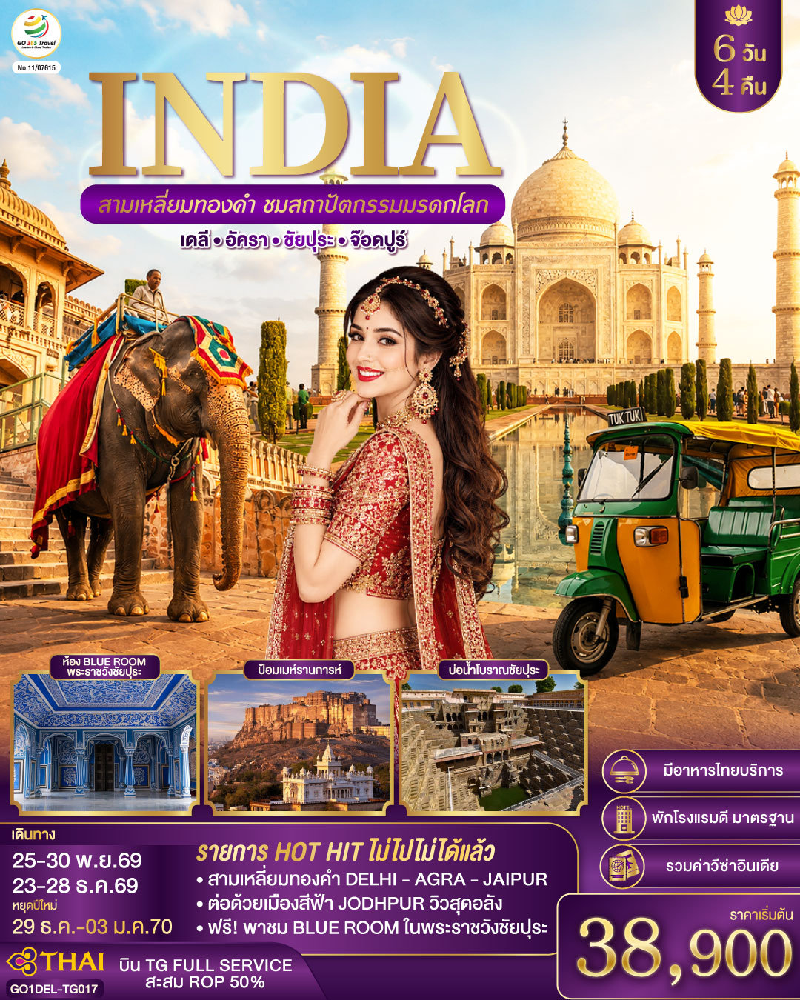 GO 365 Travel
Leaders in Global Tourism
No.11/07615
6 วัน
4 คืน
INDIA
สามเหลี่ยมทองคำ ชมสถาปัตกรรมมรดกโลก
เดลี • อัครา • ชัยปุระ • จ๊อดปูร์
TUK TUK
ห้อง BLUE ROOM
พระราชวังชัยปุระ
ป้อมเมห์รานการห์
บ่อน้ำโบราณชัยปุระ
มีอาหารไทยบริการ
HOTEL
พักโรงแรมดี มาตรฐาน
รวมค่าวีซ่าอินเดีย
เดินทาง
25-30 พ.ย.69
23-28 ธ.ค.69
หยุดปีใหม่
29 ธ.ค.-03 ม.ค.70
รายการ HOT HIT ไม่ไปไม่ได้แล้ว
• สามเหลี่ยมทองคำ DELHI - AGRA - JAIPUR
• ต่อด้วยเมืองสีฟ้า JODHPUR วิวสุดอลัง
• ฟรี! พาชม BLUE ROOM ในพระราชวังชัยปุระ
ราคาเริ่มต้น
38,900
THAI
GO1DEL-TG017
บิน TG FULL SERVICE
สะสม ROP 50%